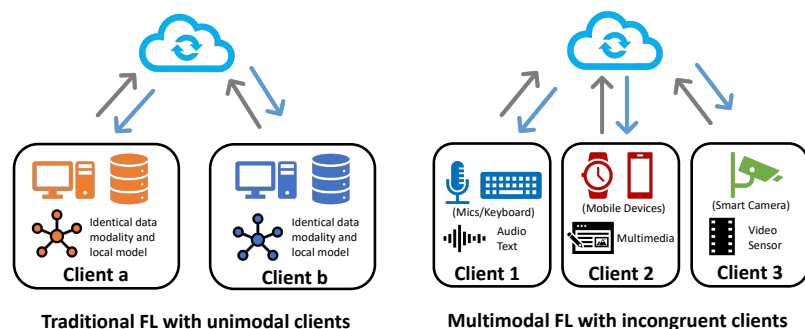 Identical data
modality and
local model
Client a
Identical data
modality and
local model
Client b
Traditional FL with unimodal clients
(Mics/Keyboard)
Audio
Text
Client 1
(Mobile Devices)
Multimedia
Client 2
(Smart Camera)
Video
Sensor
Client 3
Multimodal FL with incongruent clients